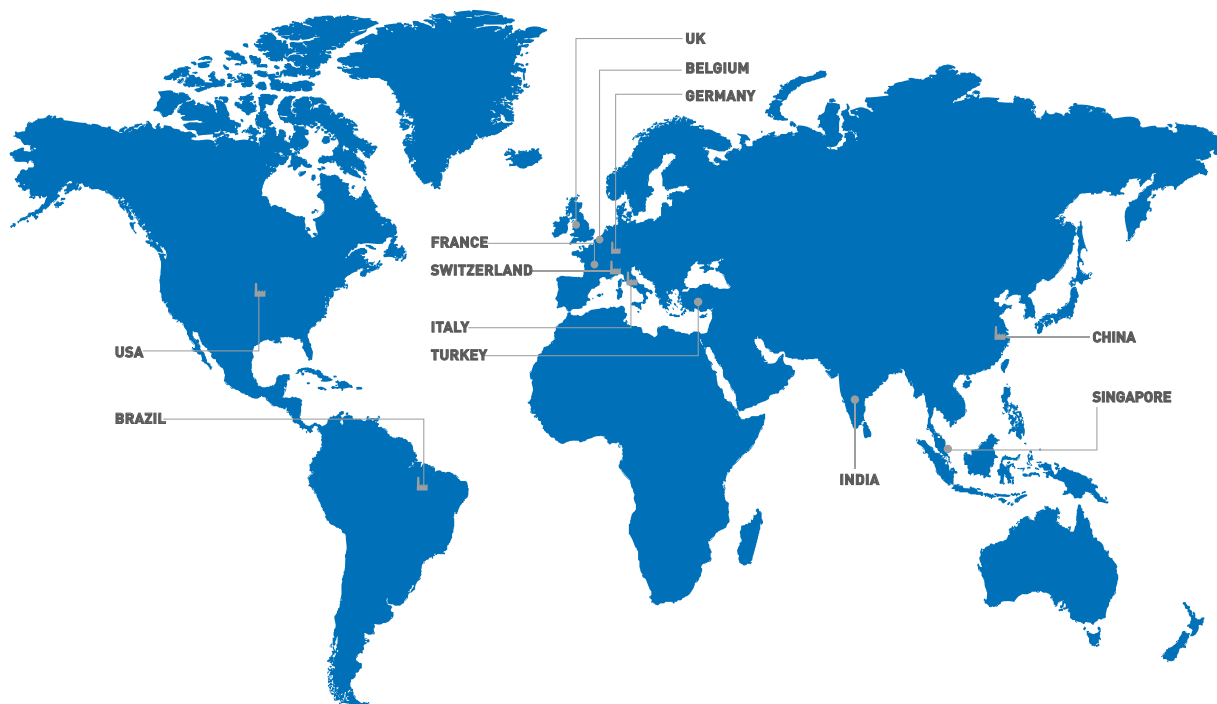 UK
BELGIUM
GERMANY
FRANCE
SWITZERLAND
ITALY
TURKEY
USA
BRAZIL
CHINA
SINGAPORE
INDIA